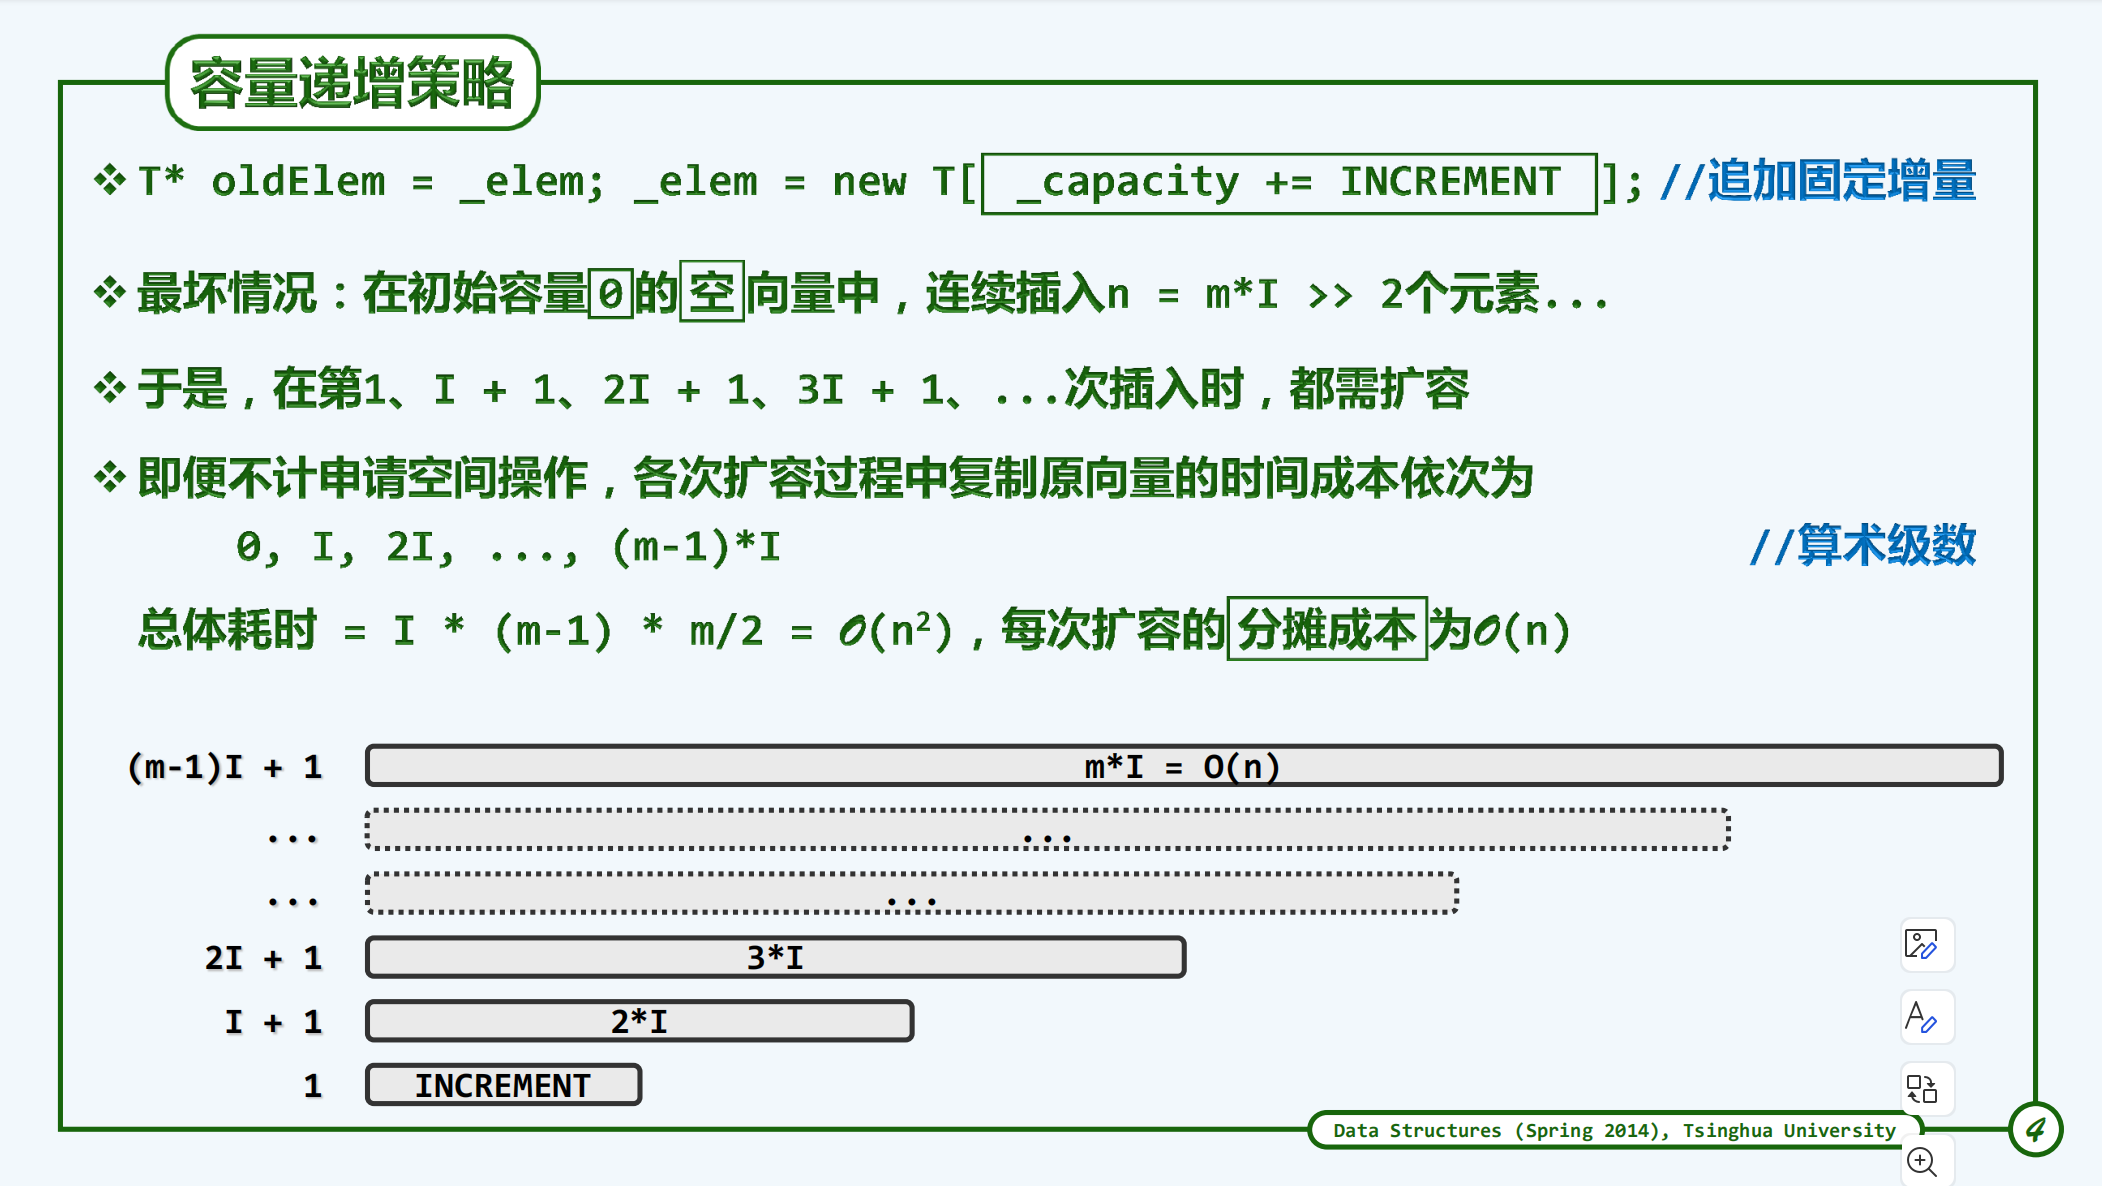 容量递增策略
T* oldElem = _elem; _elem = new T[ _capacity += INCREMENT ]; //追加固定增量
最坏情况：在初始容量0的空向量中，连续插入n = m*I >> 2个元素...
于是，在第1、I + 1、2I + 1、3I + 1、...次插入时，都需扩容
即便不计申请空间操作，各次扩容过程中复制原向量的时间成本依次为
0, I, 2I, ..., (m-1)*I //算术级数
总体耗时 = I * (m-1) * m/2 = O(n²)，每次扩容的分摊成本为O(n)
(m-1)I + 1 m*I = O(n)
... ...
... ...
2I + 1 3*I
I + 1 2*I
1 INCREMENT
Data Structures (Spring 2014), Tsinghua University 4